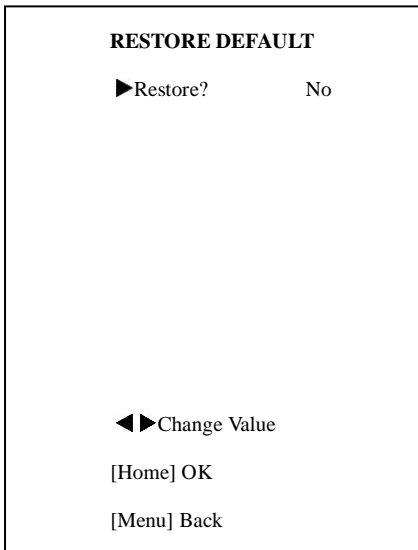 RESTORE DEFAULT
▶Restore? No
◀ ▶Change Value
[Home] OK
[Menu] Back